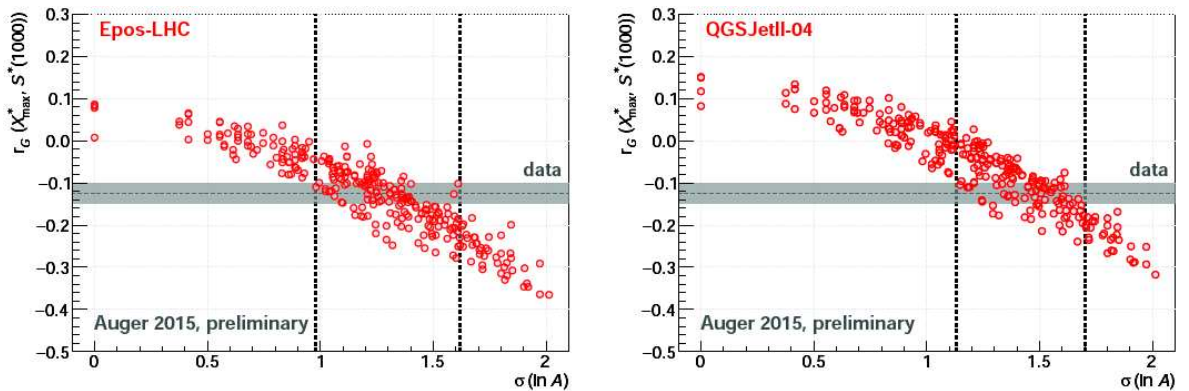 0.3
Epos-LHC
0.2
0.1
0.0
data
−0.1
−0.2
−0.3
−0.4
Auger 2015, preliminary
−0.5
0
0.5
1
1.5
2
r_G (X*_max, S*(1000))
σ(ln A)
0.3
QGSJetII-04
0.2
0.1
0.0
data
−0.1
−0.2
−0.3
−0.4
Auger 2015, preliminary
−0.5
0
0.5
1
1.5
2
r_G (X*_max, S*(1000))
σ(ln A)